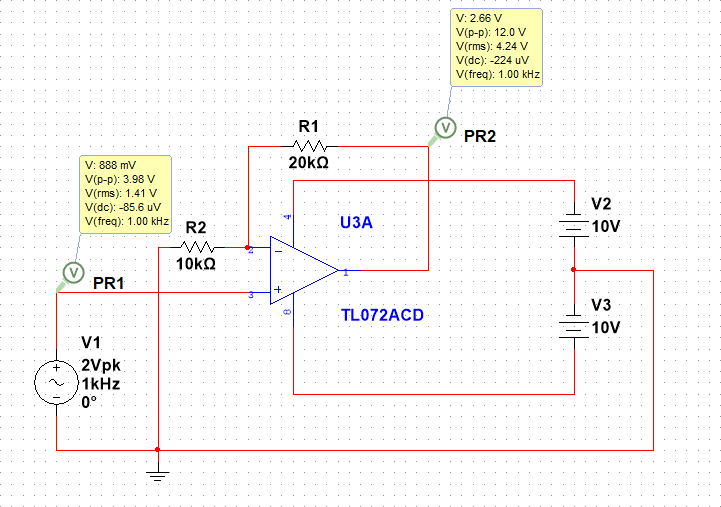 V: 2.66 V
V(p-p): 12.0 V
V(rms): 4.24 V
V(dc): -224 uV
V(freq): 1.00 kHz
V
PR2
R1
20kΩ
V: 888 mV
V(p-p): 3.98 V
V(rms): 1.41 V
V(dc): -85.6 uV
V(freq): 1.00 kHz
V
PR1
R2
10kΩ
4
U3A
2
1
3
8
TL072ACD
V2
10V
V3
10V
V1
2Vpk
1kHz
0°